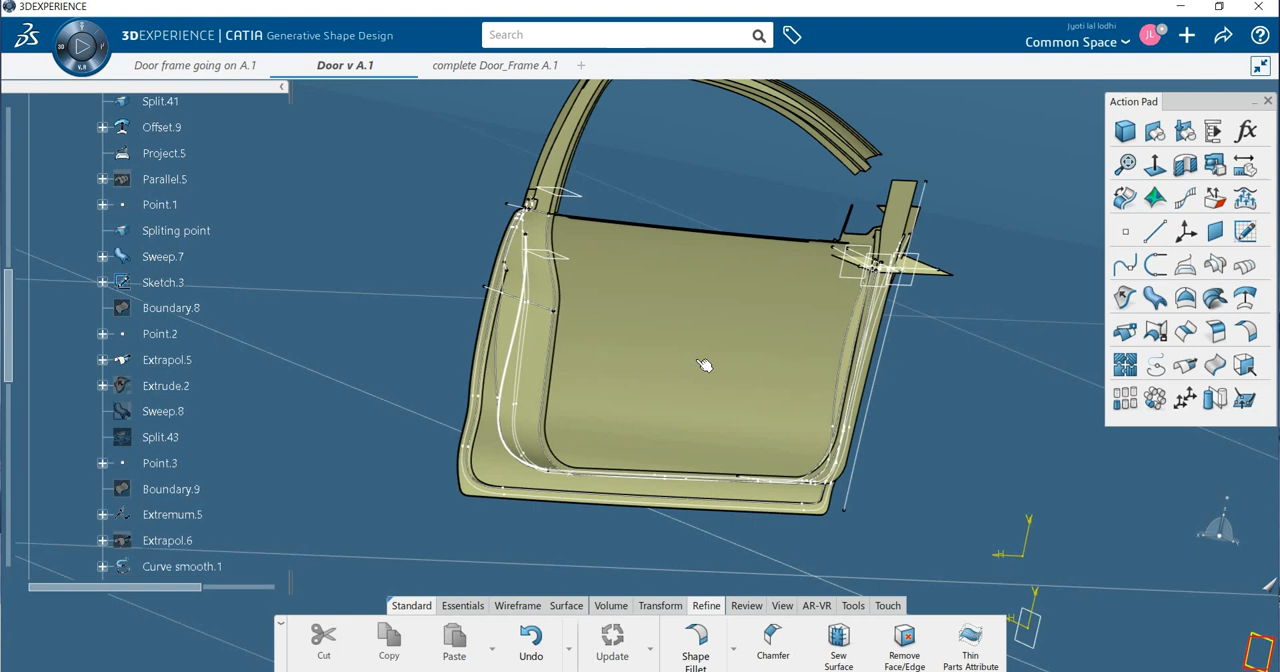 3DEXPERIENCE
3DEXPERIENCE | CATIA Generative Shape Design
Search
Jyoti lal lodhi
Common Space
JL
3D
V.R
Door frame going on A.1
Door v A.1
complete Door_Frame A.1
Split.41
Offset.9
Project.5
Parallel.5
Point.1
Spliting point
Sweep.7
Sketch.3
Boundary.8
Point.2
Extrapol.5
Extrude.2
Sweep.8
Split.43
Point.3
Boundary.9
Extremum.5
Extrapol.6
Curve smooth.1
Action Pad
fx
Standard
Essentials
Wireframe
Surface
Volume
Transform
Refine
Review
View
AR-VR
Tools
Touch
Cut
Copy
Paste
Undo
Update
Shape
Fillet
Chamfer
Sew
Surface
Remove
Face/Edge
Thin
Parts Attribute